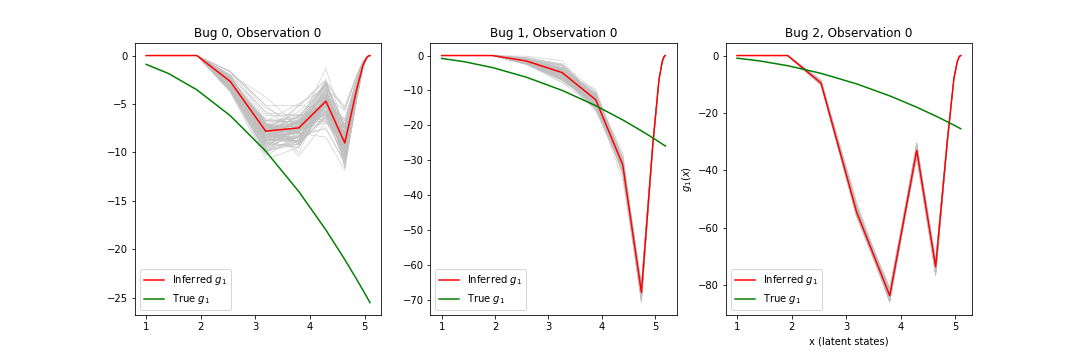 Bug 0, Observation 0
0
−5
−10
−15
−20
−25
1 2 3 4 5
Inferred g₁
True g₁
Bug 1, Observation 0
0
−10
−20
−30
−40
−50
−60
−70
1 2 3 4 5
Inferred g₁
True g₁
Bug 2, Observation 0
g₁(x)
0
−20
−40
−60
−80
1 2 3 4 5
x (latent states)
Inferred g₁
True g₁